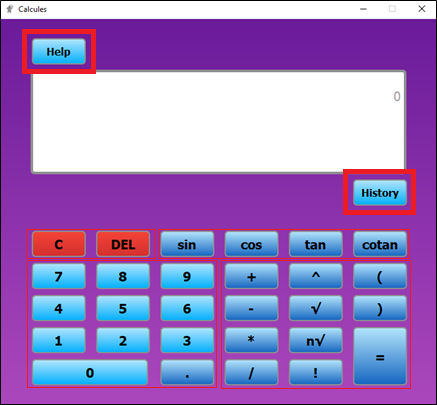 Calcules
Help
0
History
C DEL sin cos tan cotan
7 8 9 + ^ (
4 5 6 - √ )
1 2 3 * n√ =
0 . / !